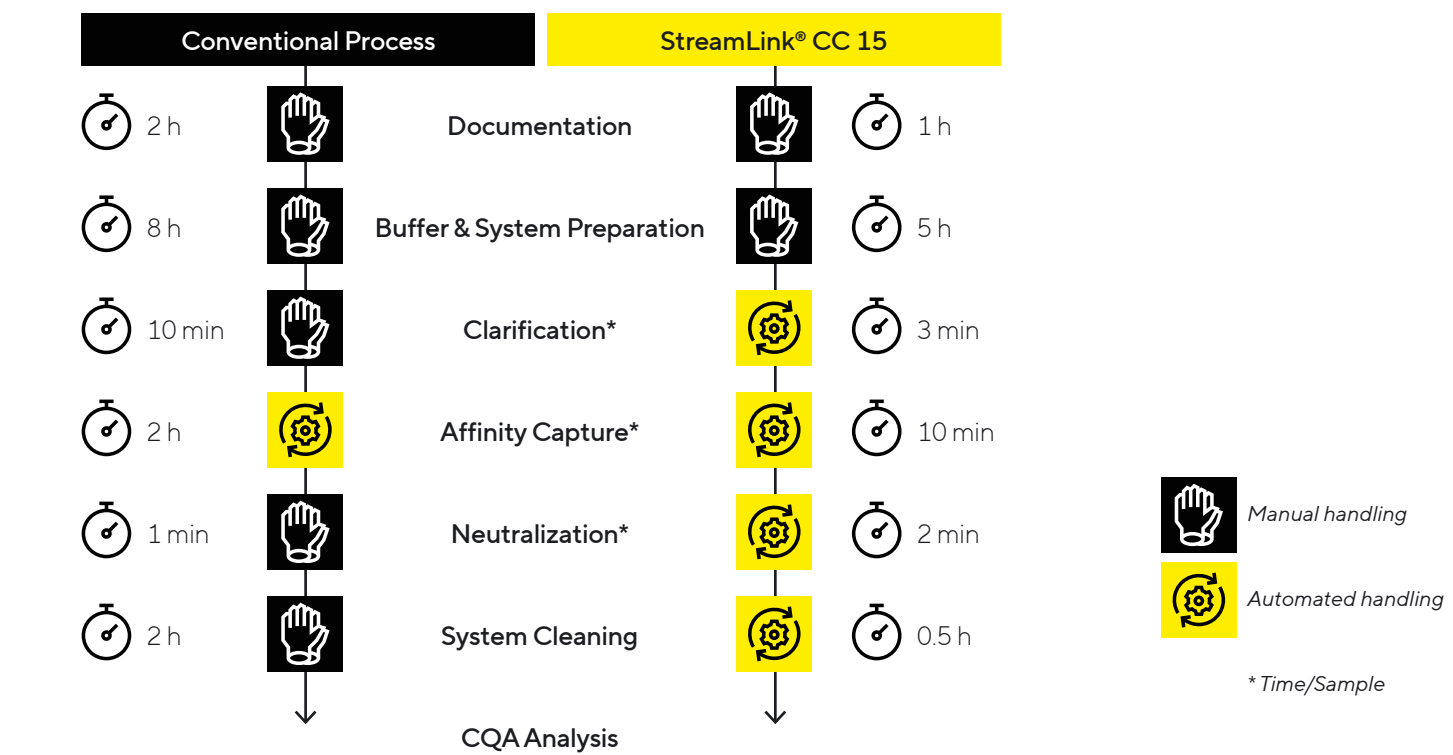 Conventional Process StreamLink® CC 15
2 h Documentation 1 h
8 h Buffer & System Preparation 5 h
10 min Clarification* 3 min
2 h Affinity Capture* 10 min
1 min Neutralization* 2 min
2 h System Cleaning 0.5 h
CQA Analysis
Manual handling
Automated handling
* Time/Sample